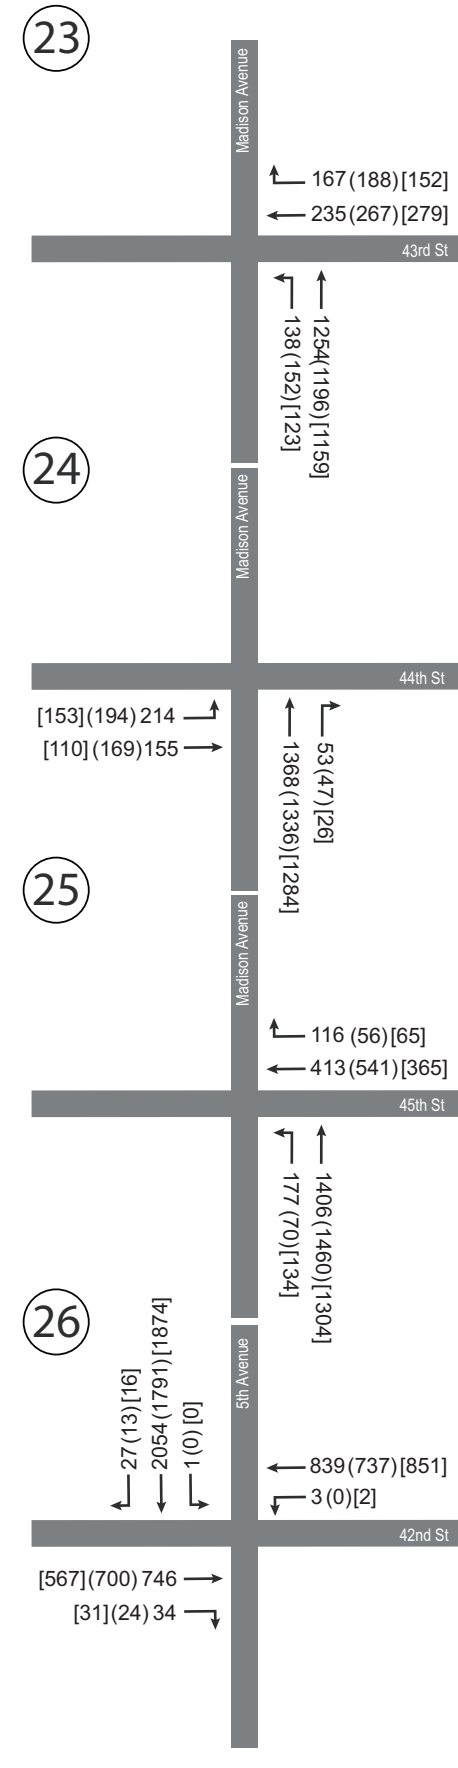 23
Madison Avenue
167 (188) [152]
235 (267) [279]
43rd St
138 (152) [123]
1254(1196) [1159]
24
Madison Avenue
44th St
[153] (194) 214
[110] (169) 155
1368 (1336) [1284]
53 (47) [26]
25
Madison Avenue
116 (56) [65]
413 (541) [365]
45th St
177 (70) [134]
1406 (1460) [1304]
26
5th Avenue
27 (13) [16]
2054 (1791) [1874]
1 (0) [0]
839 (737) [851]
3 (0) [2]
42nd St
[567] (700) 746
[31] (24) 34